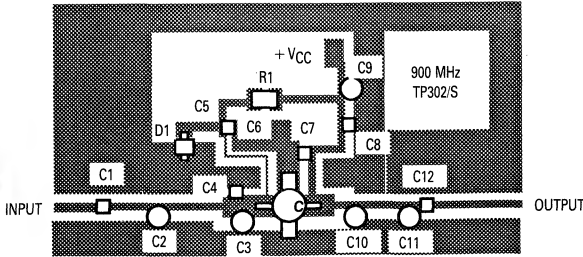 + VCC
C9
900 MHz
TP302/S
R1
C5
C6
C7
D1
C8
C1
C4
C12
C
INPUT
OUTPUT
C2
C3
C10
C11